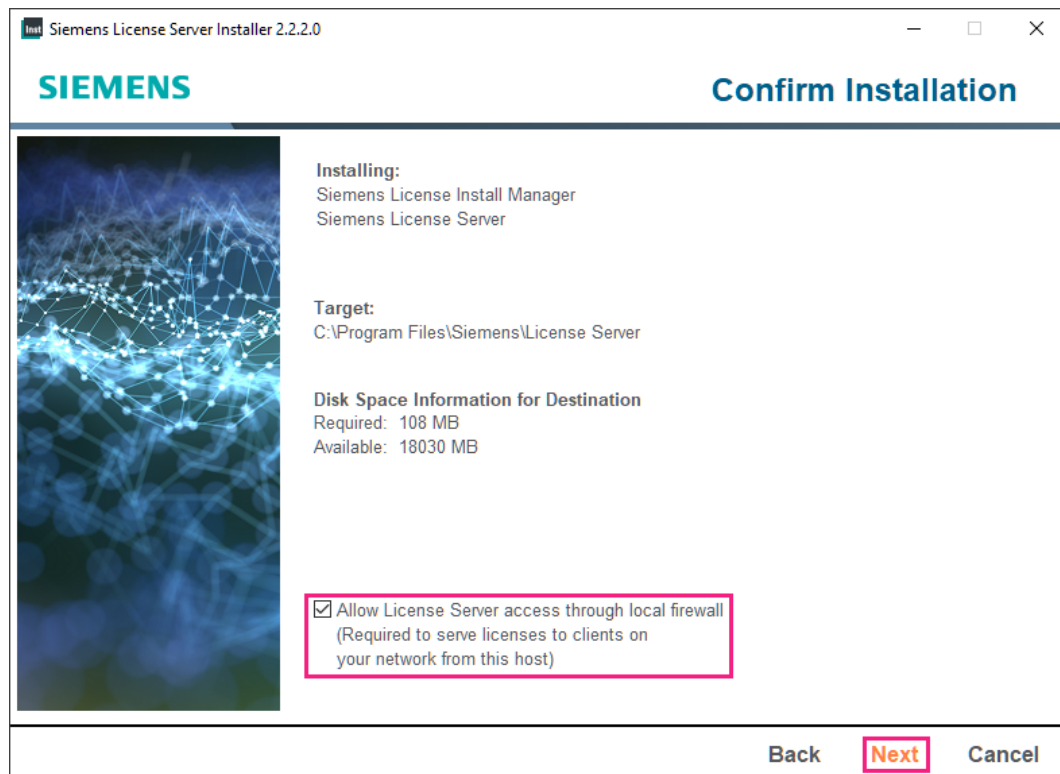 Inst Siemens License Server Installer 2.2.2.0
SIEMENS
Confirm Installation
Installing:
Siemens License Install Manager
Siemens License Server
Target:
C:\Program Files\Siemens\License Server
Disk Space Information for Destination
Required: 108 MB
Available: 18030 MB
Allow License Server access through local firewall
(Required to serve licenses to clients on
your network from this host)
Back Next Cancel